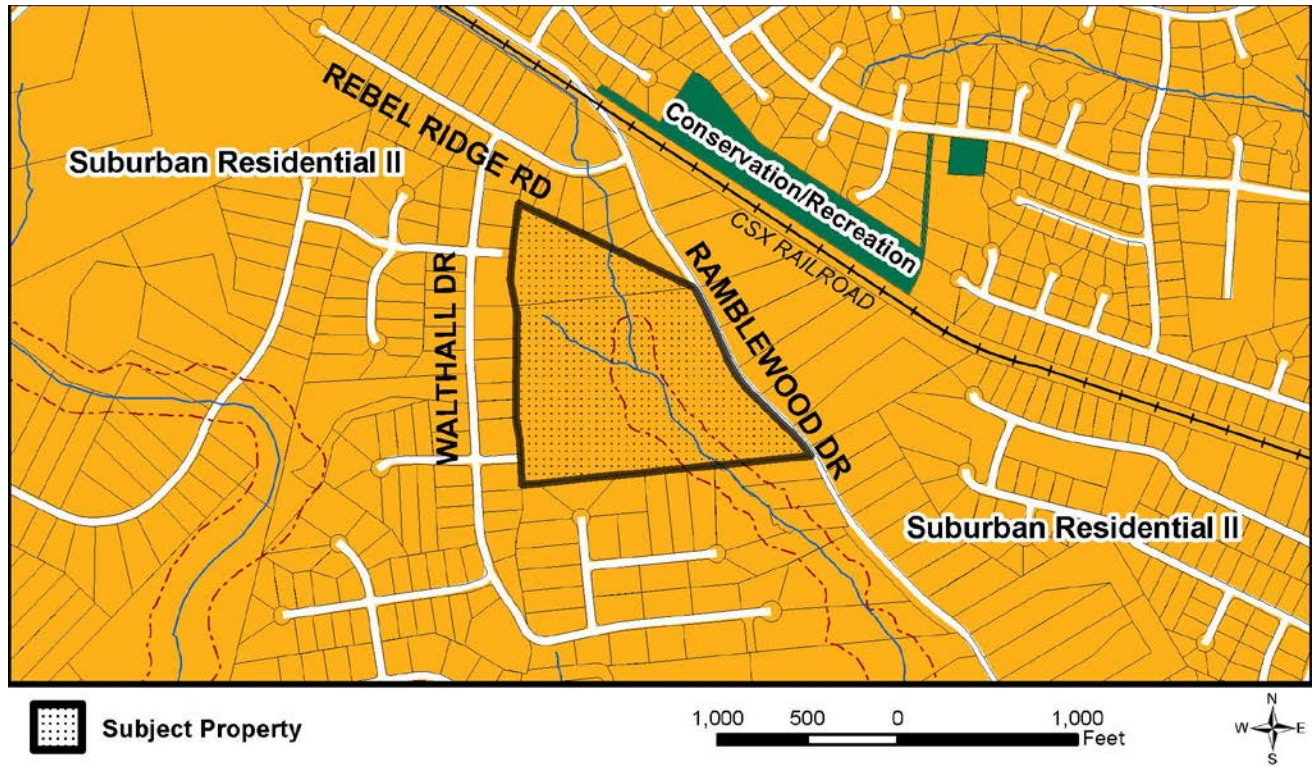 REBEL RIDGE RD
Suburban Residential II
Conservation/Recreation
CSX RAILROAD
WALTHALL DR
RAMBLEWOOD DR
Suburban Residential II
Subject Property
1,000 500 0 1,000
Feet
N
W E
S